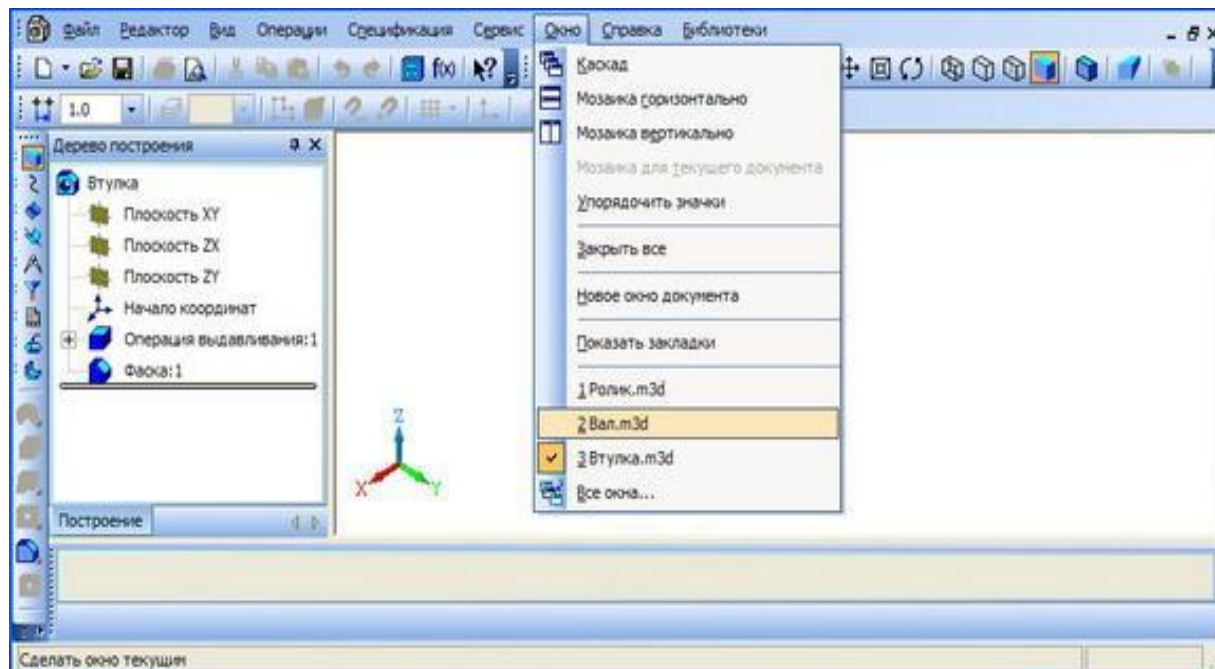 Файл Редактор Вид Операции Спецификация Сервис Окно Справка Библиотеки
f(x)
1.0
Дерево построения
Втулка
Плоскость XY
Плоскость ZX
Плоскость ZY
Начало координат
Операция выдавливания:1
Фаска:1
Построение
Z
X
Y
Каскад
Мозаика горизонтально
Мозаика вертикально
Мозаика для текущего документа
Упорядочить значки
Закрыть все
Новое окно документа
Показать закладки
1 Ролик.m3d
2 Вал.m3d
3 Втулка.m3d
Все окна...
Сделать окно текущим